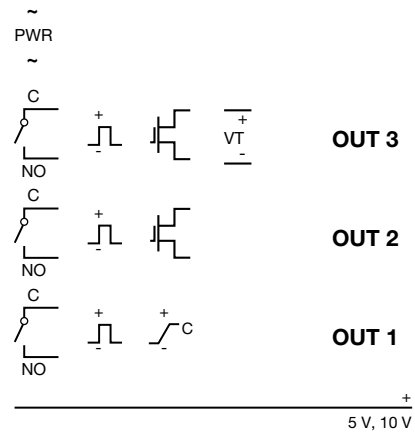 ~
PWR
~
C
+
+
VT
OUT 3
-
-
NO
C
+
OUT 2
-
NO
C
+
+
C
OUT 1
-
-
NO
+
5 V, 10 V